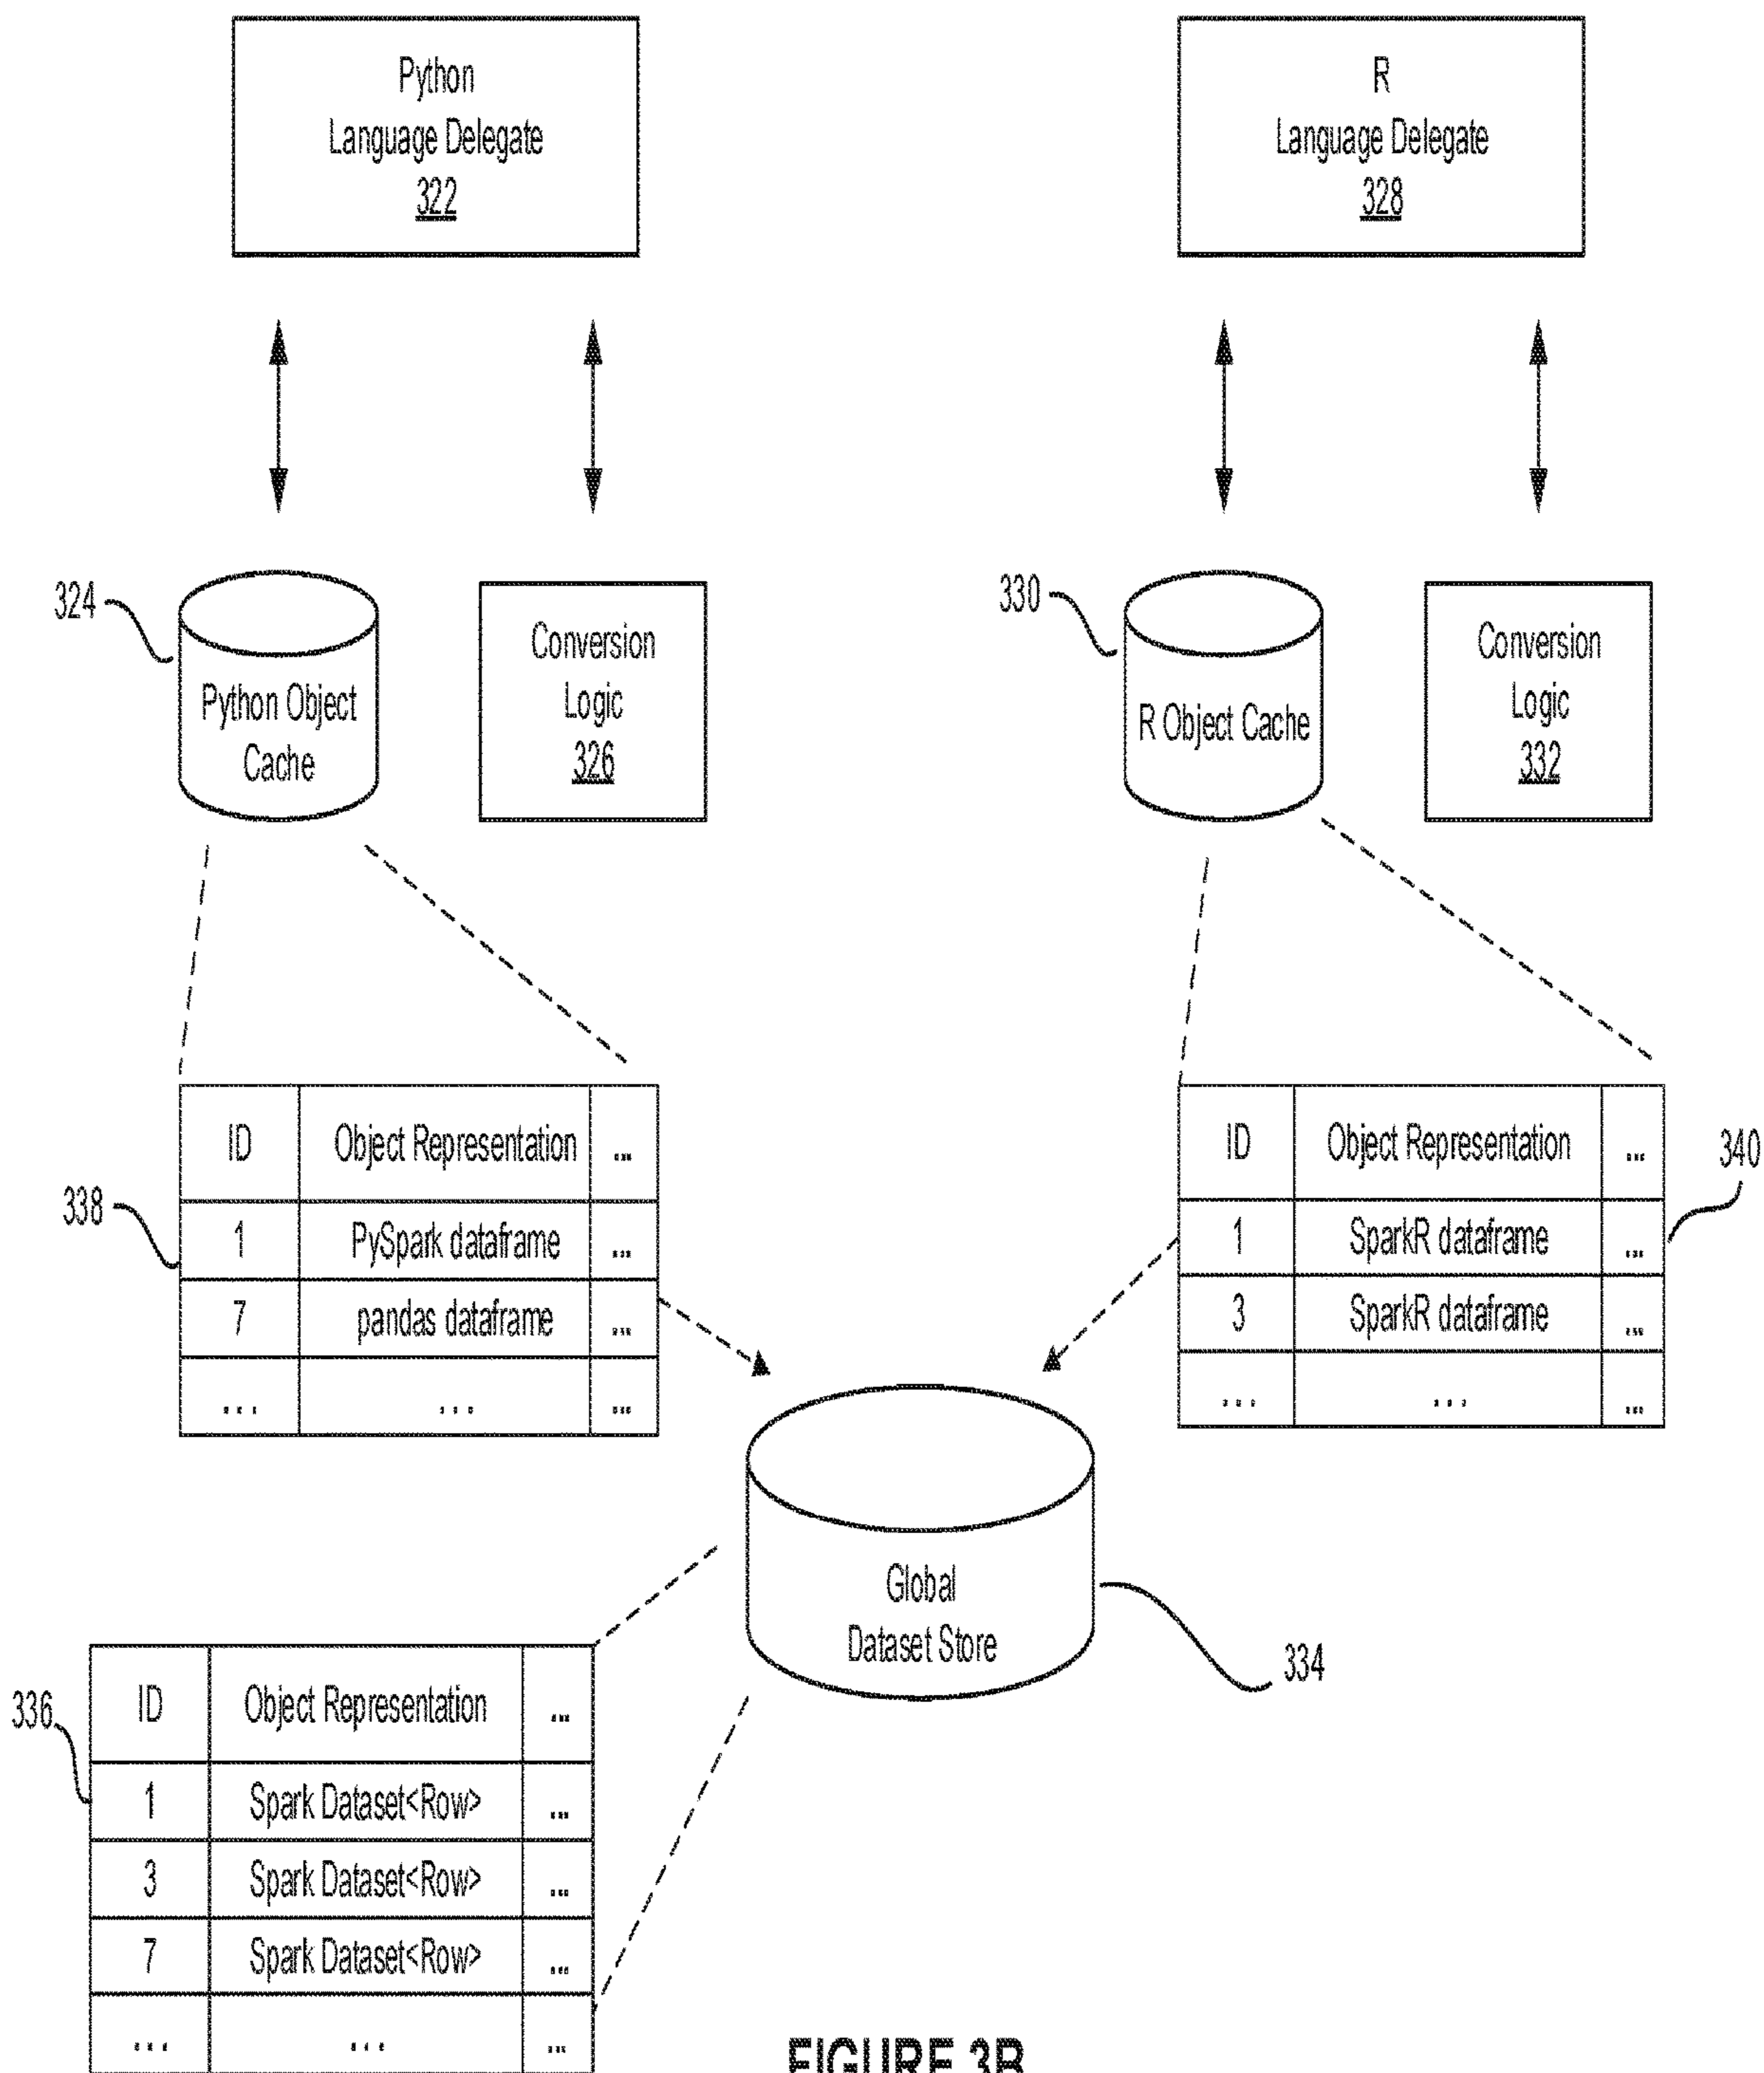 Python
Language Delegate
322
R
Language Delegate
328
324
Python Object
Cache
Conversion
Logic
326
330
R Object Cache
Conversion
Logic
332
338
ID Object Representation ...
1 PySpark dataframe ...
7 pandas dataframe ...
... ... ...
340
ID Object Representation ...
1 SparkR dataframe ...
3 SparkR dataframe ...
... ... ...
Global
Dataset Store
334
336
ID Object Representation ...
1 Spark Dataset<Row> ...
3 Spark Dataset<Row> ...
7 Spark Dataset<Row> ...
... ... ...
FIGURE 3B